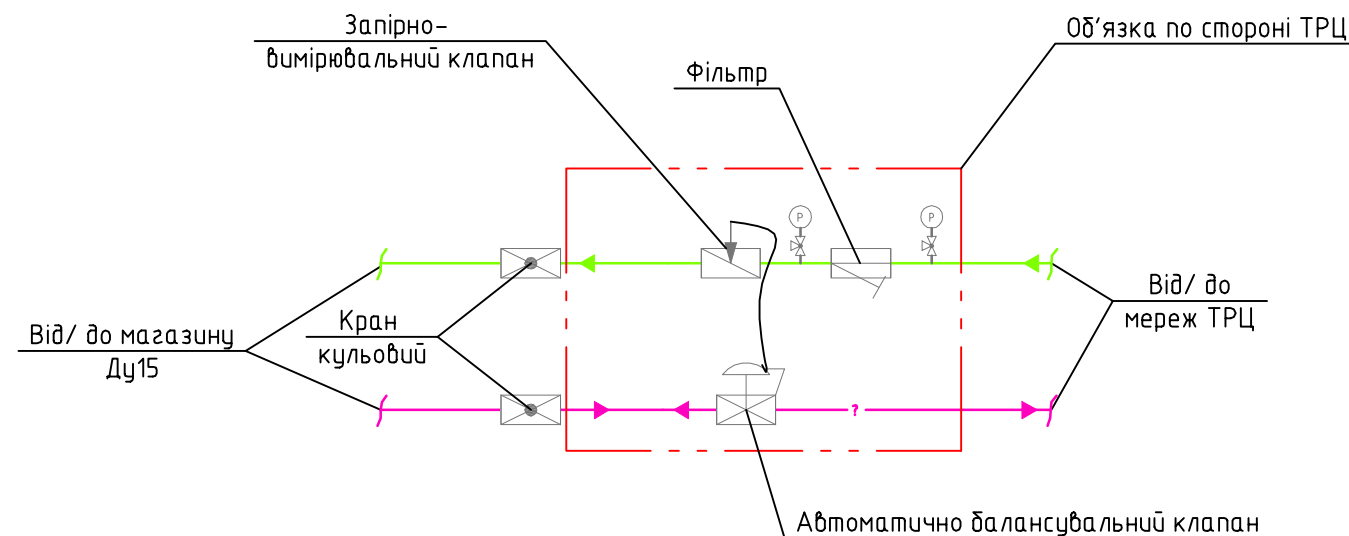 Запірно-
вимірювальний клапан
Об'язка по стороні ТРЦ
Фільтр
P
P
Від/ до
мереж ТРЦ
Кран
кульовий
Від/ до магазину
Ду15
?
Автоматично балансувальний клапан